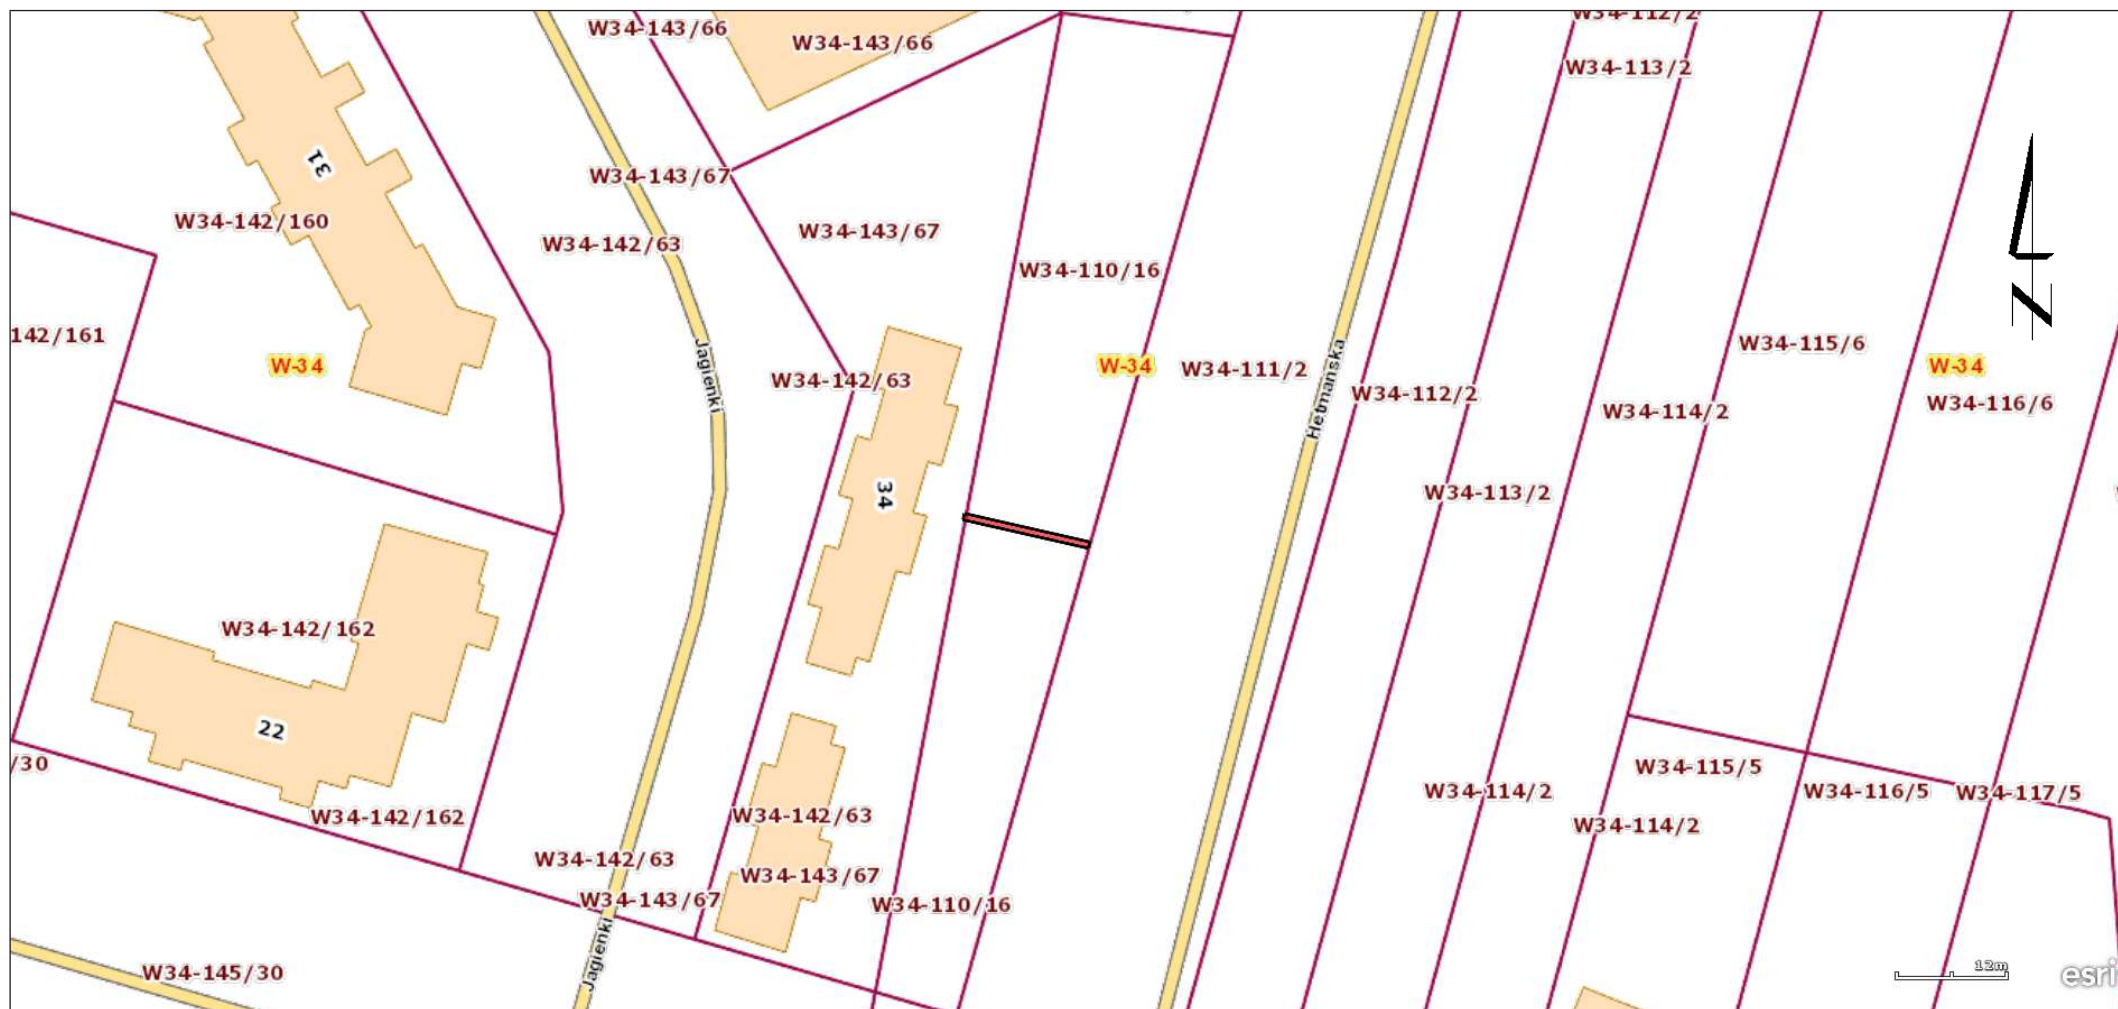 W34-112/2
W34-143/66
W34-143/66
W34-113/2
31
W34-143/67
W34-142/160
W34-143/67
W34-142/63
W34-110/16
142/161
W-34
Jagienki
W34-142/63
W-34
W34-111/2
Hetmanska
W34-112/2
W34-115/6
W-34
W34-116/6
W34-114/2
N
34
W34-113/2
W34-142/162
22
/30
W34-142/162
W34-142/63
W34-142/63
W34-143/67
W34-143/67
W34-110/16
Jagienki
W34-145/30
W34-114/2
W34-115/5
W34-114/2
W34-116/5
W34-117/5
12m
esri